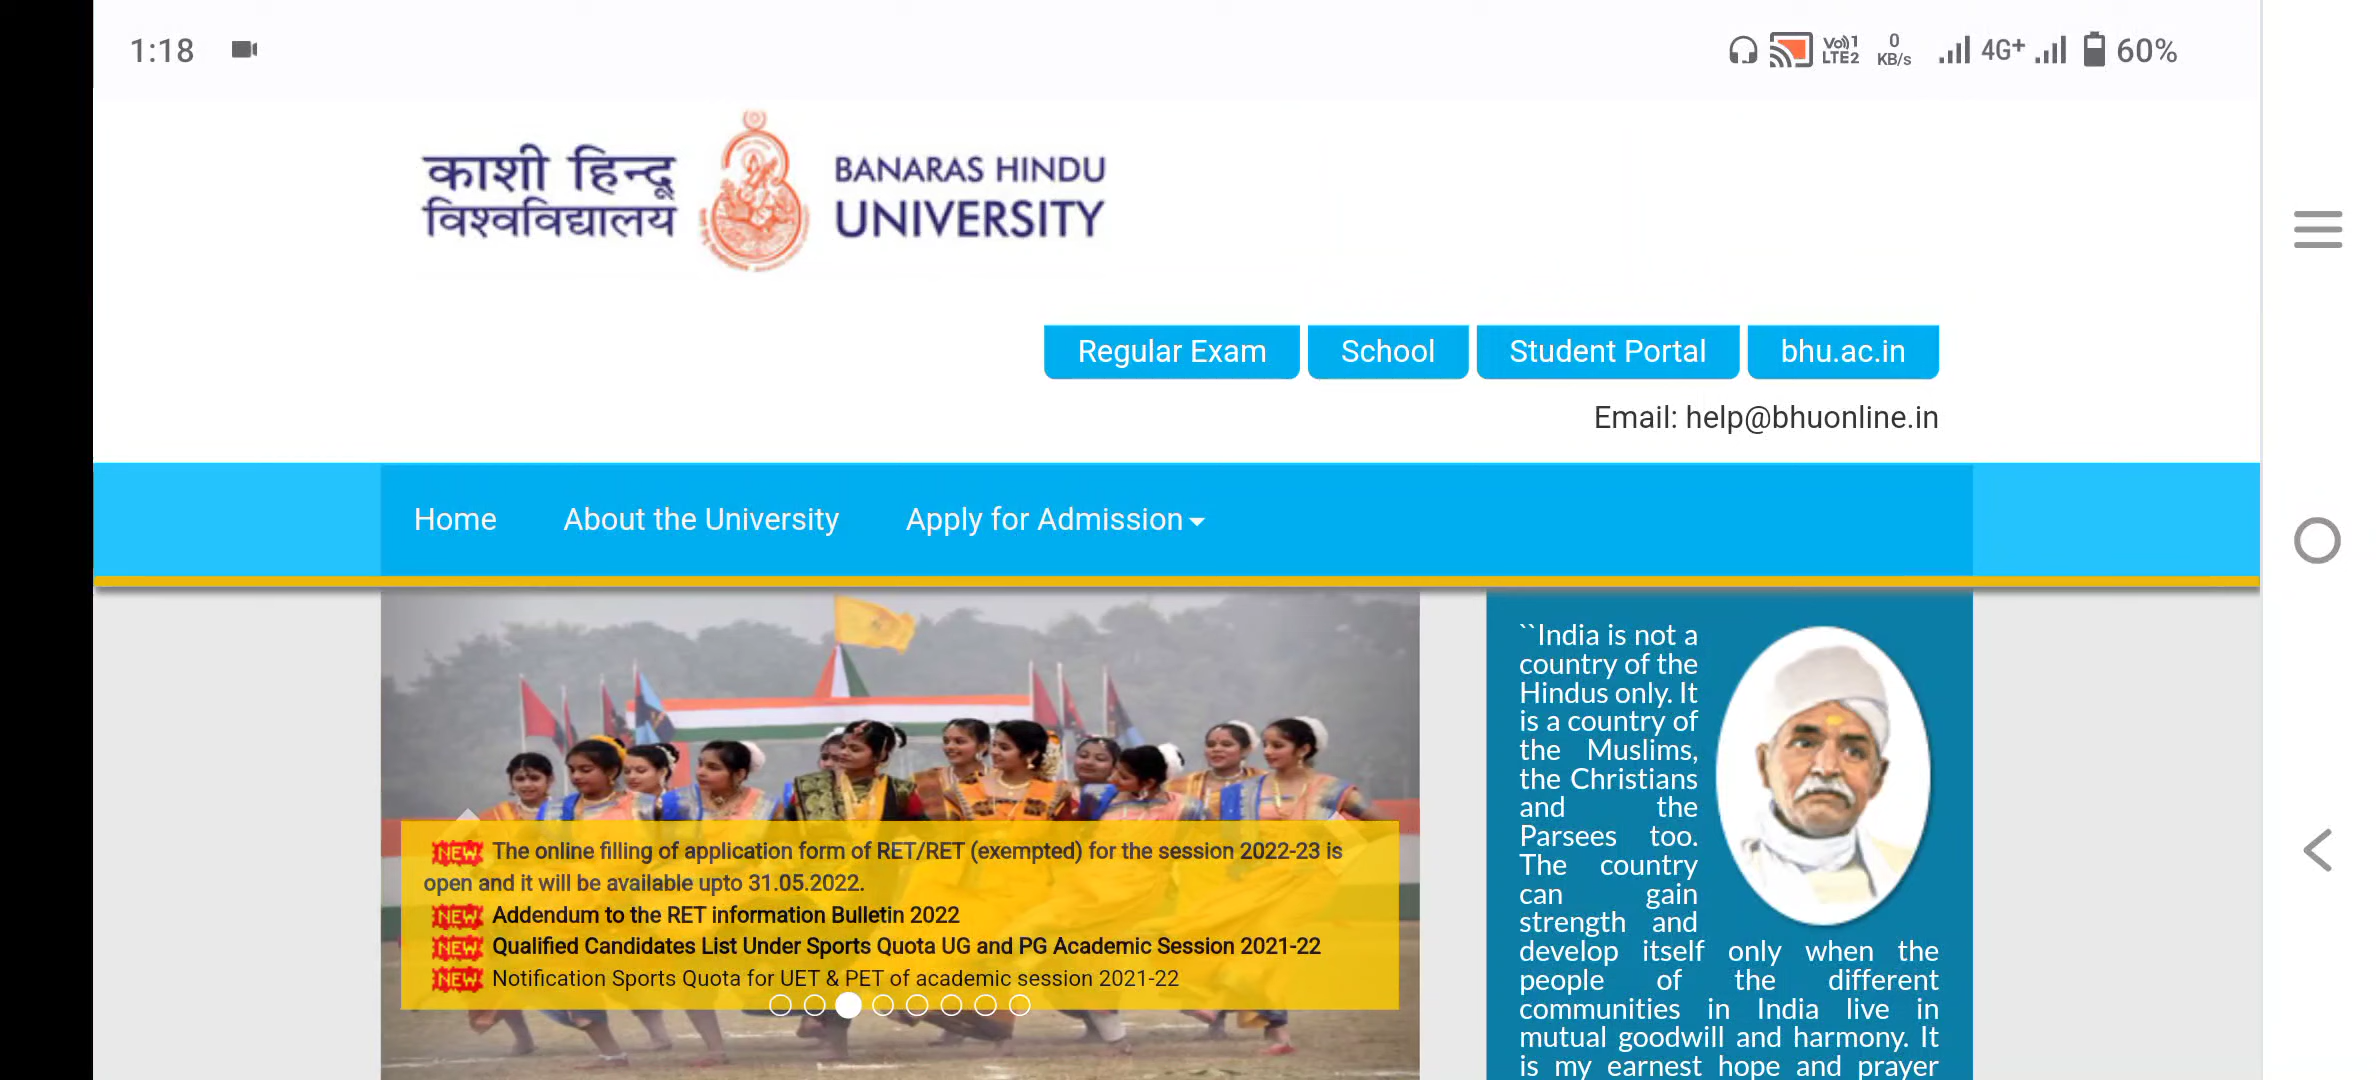 1:18
Vo))1
LTE2
0
KB/s
4G+
60%
काशी हिन्दू
विश्वविद्यालय
BANARAS HINDU
UNIVERSITY
Regular Exam
School
Student Portal
bhu.ac.in
Email: help@bhuonline.in
Home
About the University
Apply for Admission
NEW The online filling of application form of RET/RET (exempted) for the session 2022-23 is
open and it will be available upto 31.05.2022.
NEW Addendum to the RET information Bulletin 2022
NEW Qualified Candidates List Under Sports Quota UG and PG Academic Session 2021-22
NEW Notification Sports Quota for UET & PET of academic session 2021-22
``India is not a
country of the
Hindus only. It
is a country of
the Muslims,
the Christians
and the
Parsees too.
The country
can gain
strength and
develop itself only when the
people of the different
communities in India live in
mutual goodwill and harmony. It
is my earnest hope and prayer